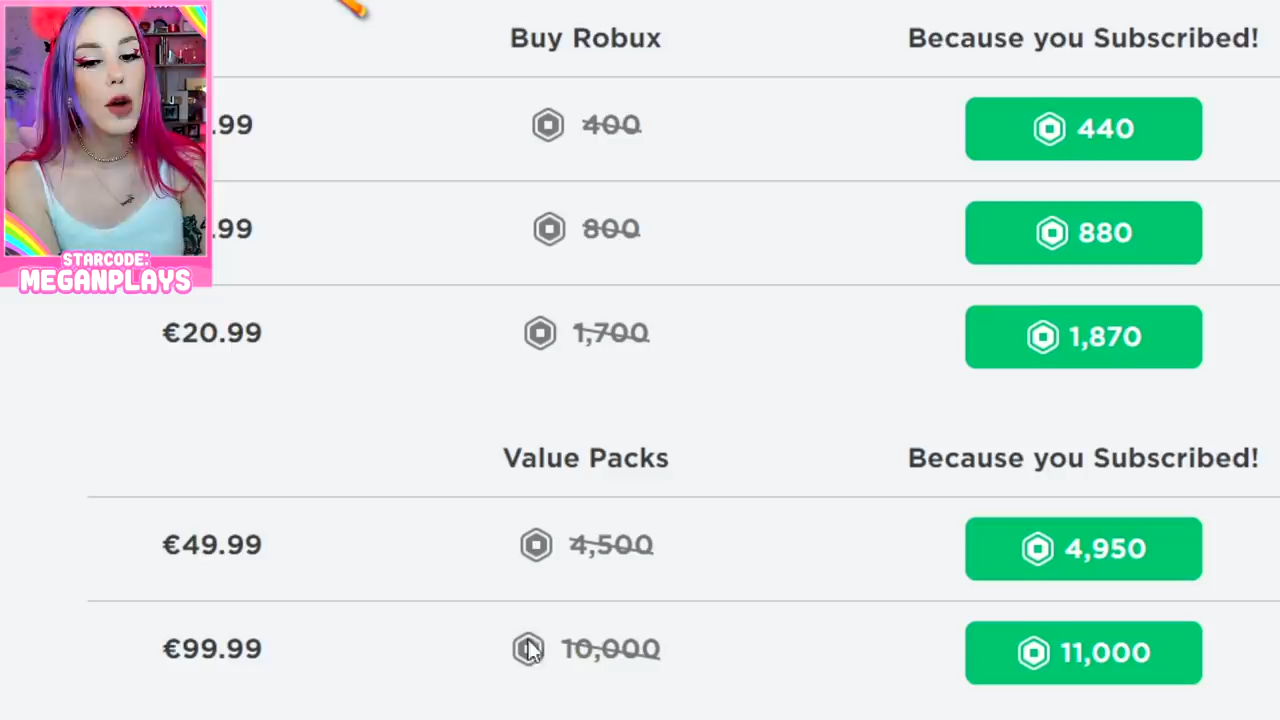 Buy Robux Because you Subscribed!
.99 400 440
.99 800 880
STARCODE:
MEGANPLAYS
€20.99 1,700 1,870
Value Packs Because you Subscribed!
€49.99 4,500 4,950
€99.99 10,000 11,000